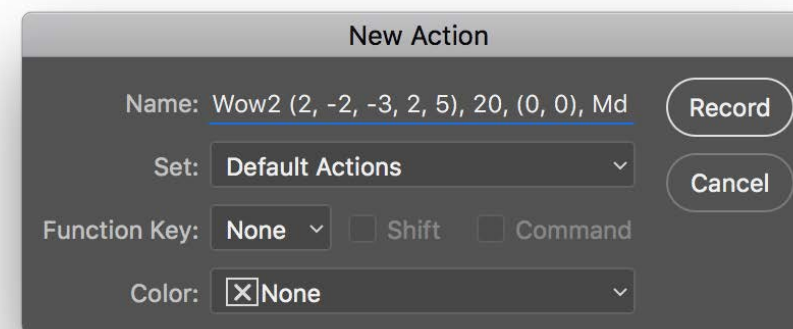 New Action
Name: Wow2 (2, -2, -3, 2, 5), 20, (0, 0), Md
Record
Set: Default Actions
Cancel
Function Key: None Shift Command
Color: None